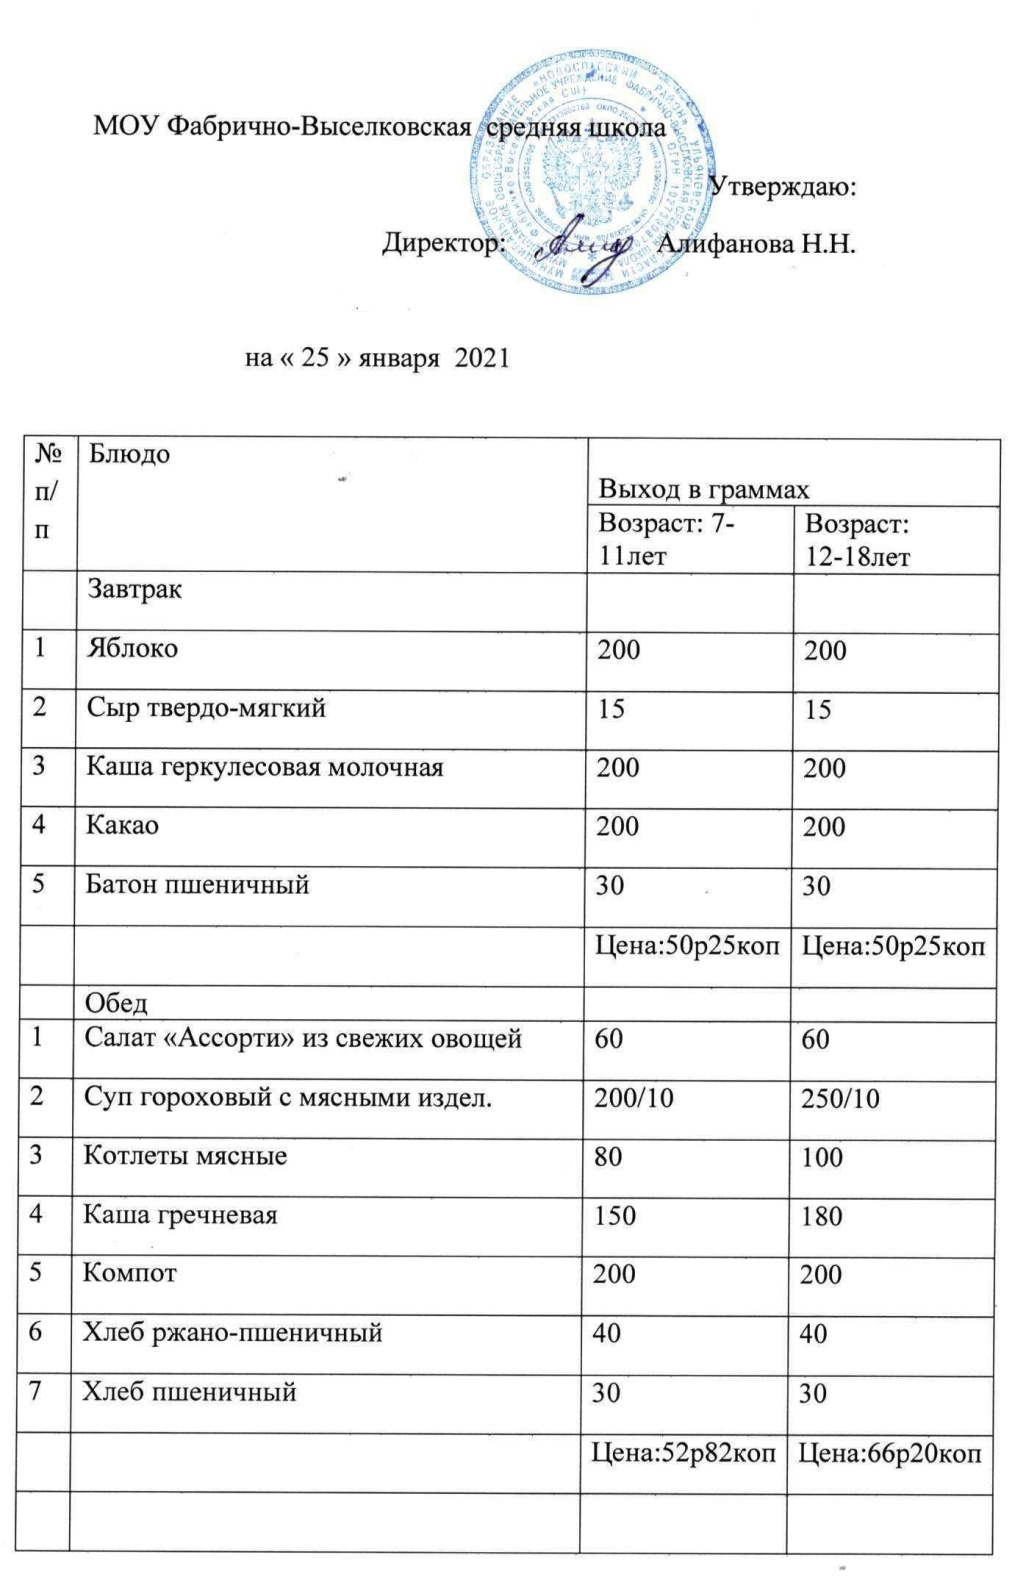 МОУ Фабрично-Выселковская средняя школа
Утверждаю:
Директор: Алифанова Н.Н.
на « 25 » января 2021
№ Блюдо
п/ Выход в граммах
п Возраст: 7- Возраст:
11лет 12-18лет
Завтрак
1 Яблоко 200 200
2 Сыр твердо-мягкий 15 15
3 Каша геркулесовая молочная 200 200
4 Какао 200 200
5 Батон пшеничный 30 30
Цена:50р25коп Цена:50р25коп
Обед
1 Салат «Ассорти» из свежих овощей 60 60
2 Суп гороховый с мясными издел. 200/10 250/10
3 Котлеты мясные 80 100
4 Каша гречневая 150 180
5 Компот 200 200
6 Хлеб ржано-пшеничный 40 40
7 Хлеб пшеничный 30 30
Цена:52р82коп Цена:66р20коп